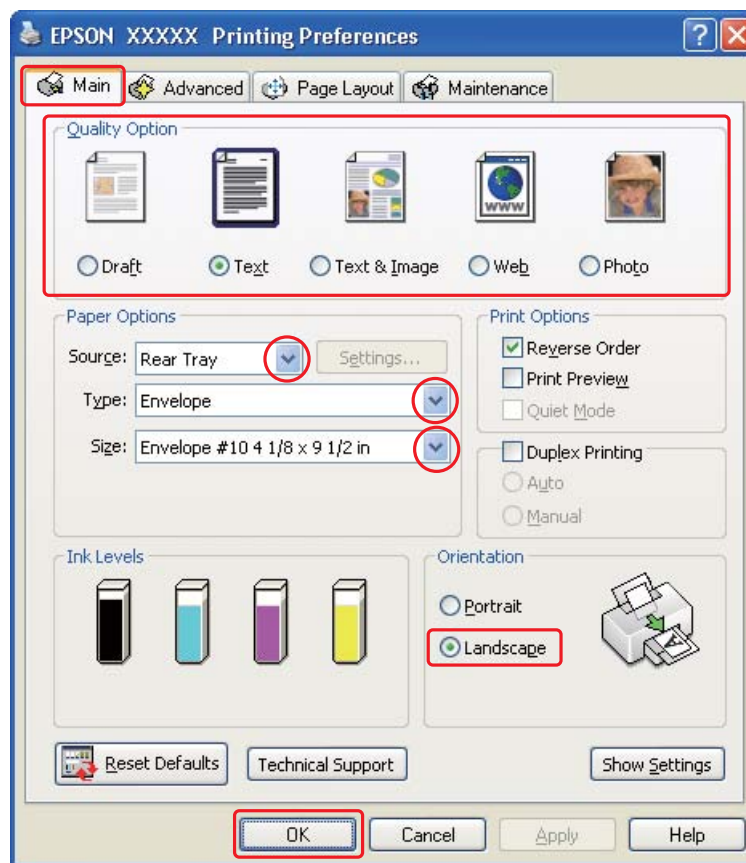 EPSON XXXXX Printing Preferences
Main Advanced Page Layout Maintenance
Quality Option
WWW
Draft Text Text & Image Web Photo
Paper Options
Source: Rear Tray Settings...
Type: Envelope
Size: Envelope #10 4 1/8 x 9 1/2 in
Print Options
Reverse Order
Print Preview
Quiet Mode
Duplex Printing
Auto
Manual
Ink Levels
Orientation
Portrait
Landscape
A
Reset Defaults Technical Support Show Settings
OK Cancel Apply Help